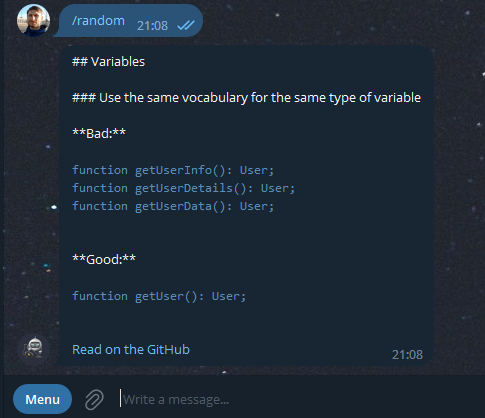 /random
21:08
## Variables
### Use the same vocabulary for the same type of variable
**Bad:**
function getUserInfo(): User;
function getUserDetails(): User;
function getUserData(): User;
**Good:**
function getUser(): User;
Read on the GitHub
21:08
Menu
Write a message...